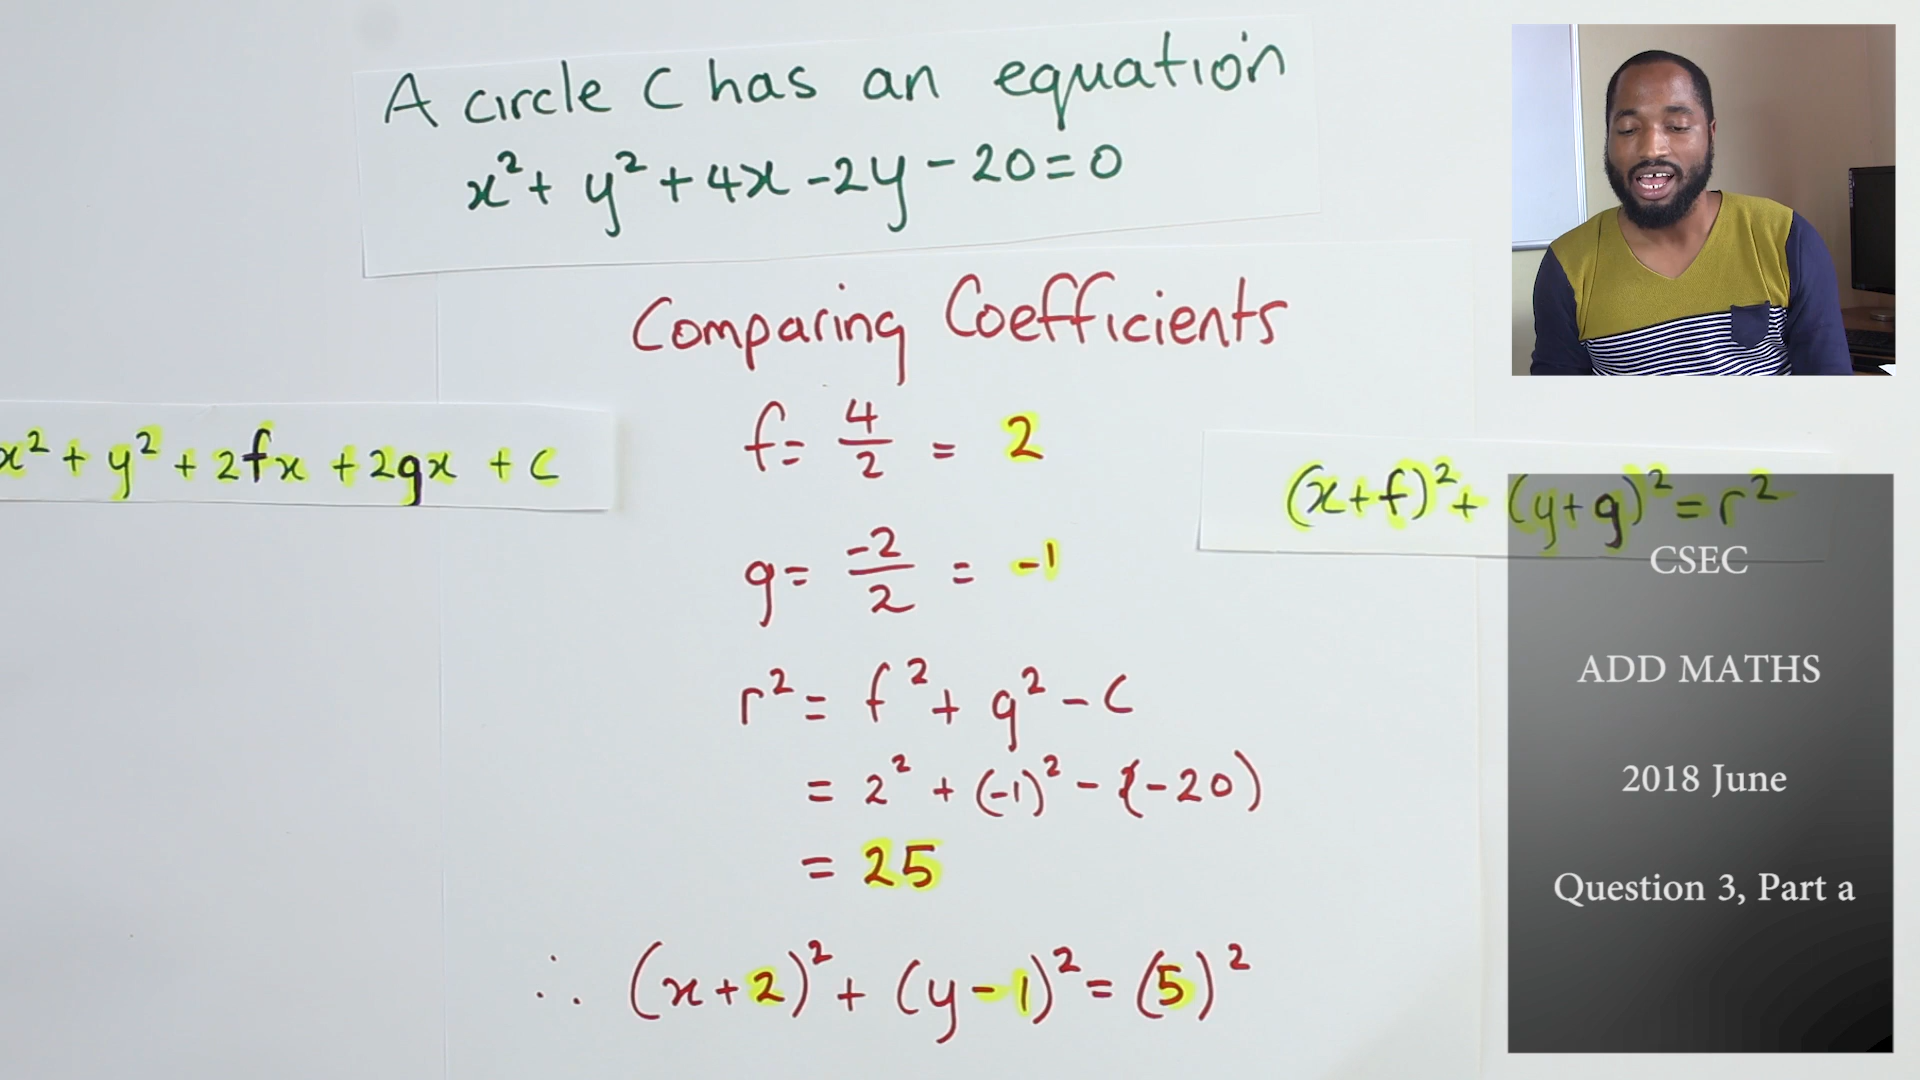 A circle C has an equation
x² + y² + 4x - 2y - 20 = 0
Comparing Coefficients
f = 4/2 = 2
x² + y² + 2fx + 2gx + c
(x+f)² + (y+g)² = r²
g = -2/2 = -1
r² = f² + g² - c
= 2² + (-1)² - (-20)
= 25
∴ (x+2)² + (y-1)² = (5)²
CSEC
ADD MATHS
2018 June
Question 3, Part a